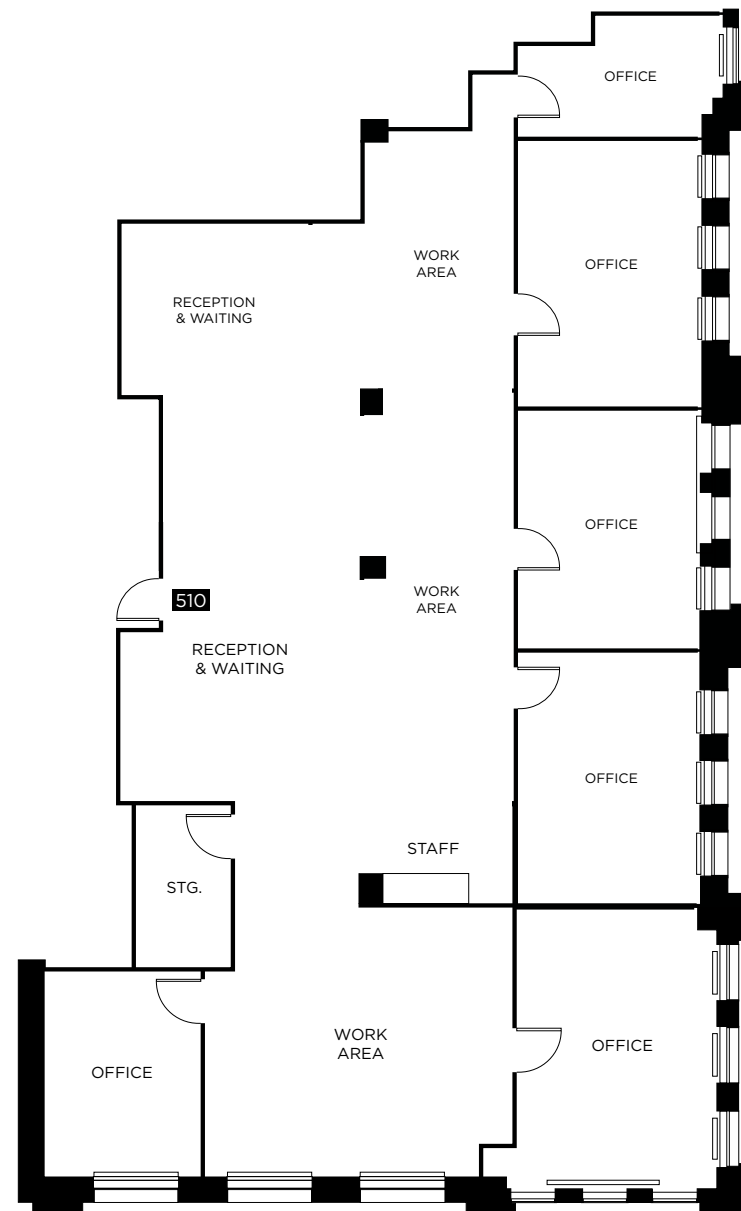 OFFICE
WORK
AREA
OFFICE
RECEPTION
& WAITING
OFFICE
WORK
AREA
510
RECEPTION
& WAITING
OFFICE
STAFF
STG.
WORK
AREA
OFFICE
OFFICE